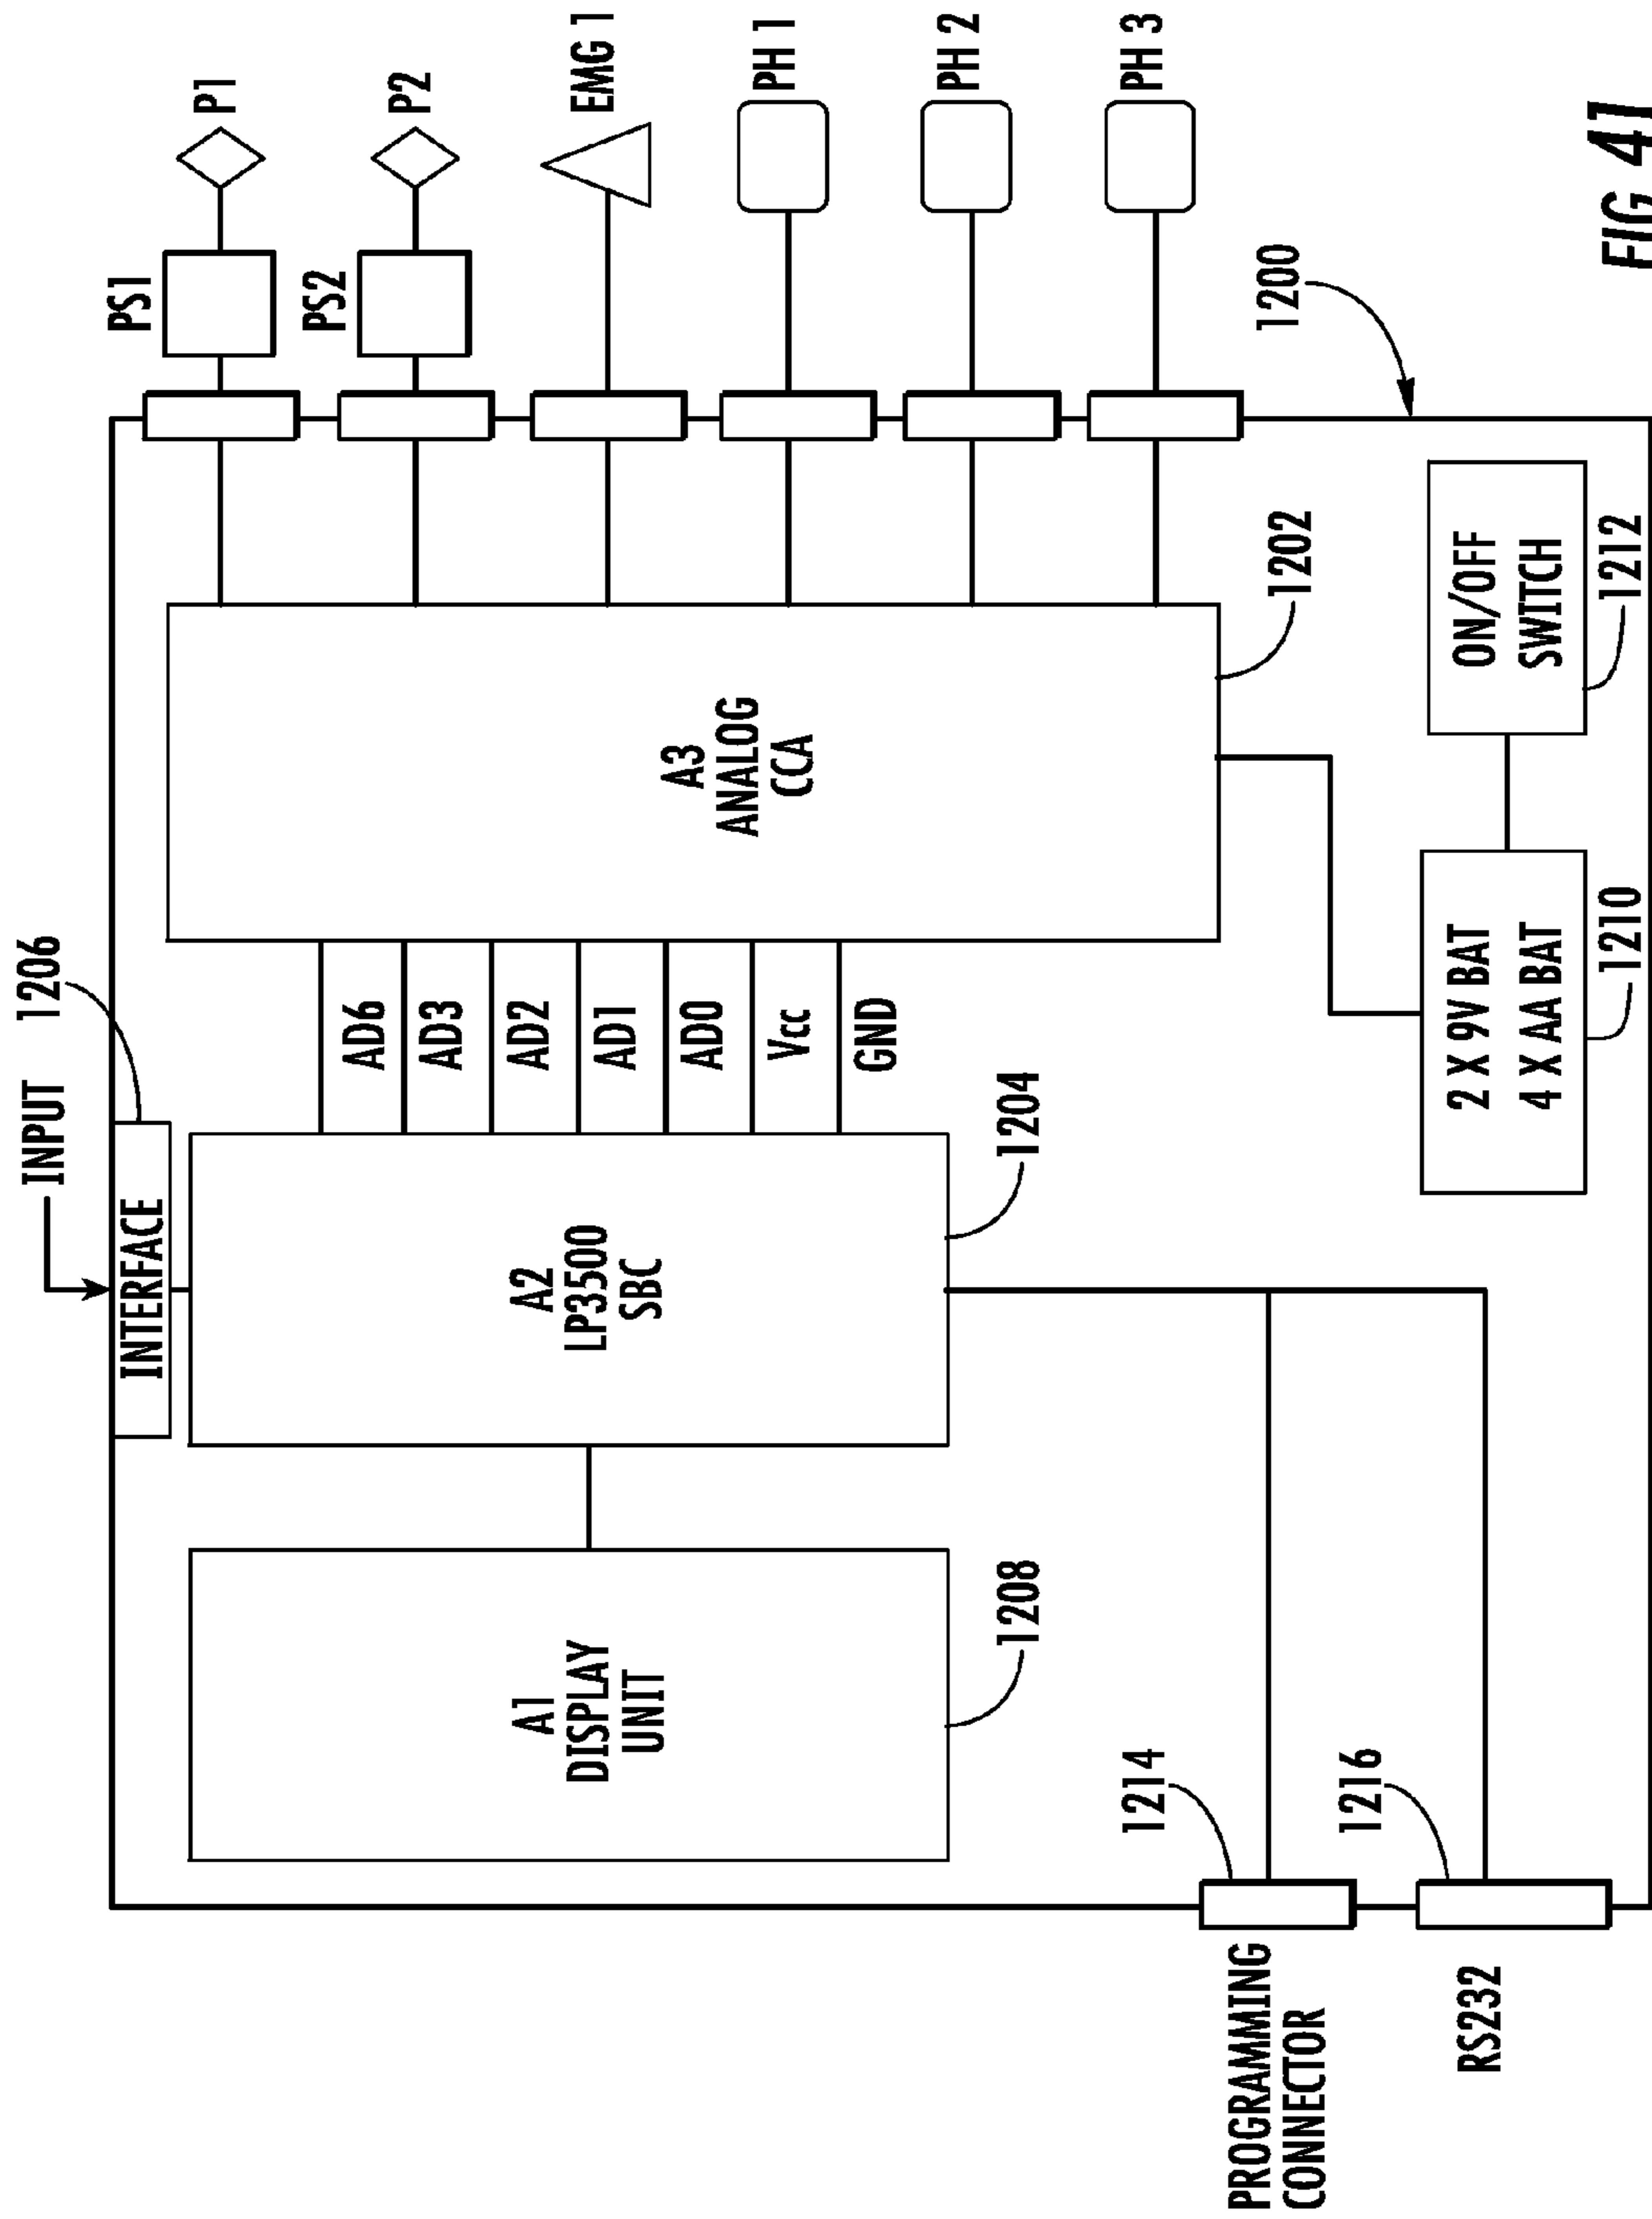 INPUT
1206
INTERFACE
PS1
P1
PS2
P2
EMG 1
PH 1
PH 2
PH 3
A1
DISPLAY
UNIT
1208
A2
LP3500
SBC
1204
AD6
AD3
AD2
AD1
AD0
Vcc
GND
A3
ANALOG
CCA
1202
1200
1214
PROGRAMMING
CONNECTOR
1216
RS232
2 X 9V BAT
4 X AA BAT
1210
ON/OFF
SWITCH
1212
FIG 41